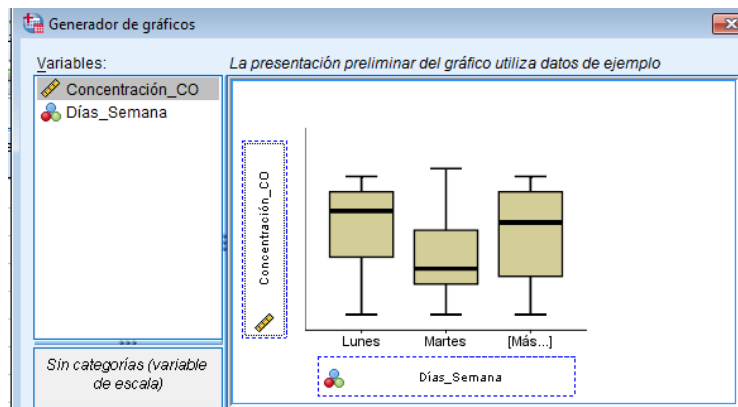 Generador de gráficos
Variables:
La presentación preliminar del gráfico utiliza datos de ejemplo
Concentración_CO
Días_Semana
Concentración_CO
Lunes Martes [Más...]
Días_Semana
Sin categorías (variable
de escala)